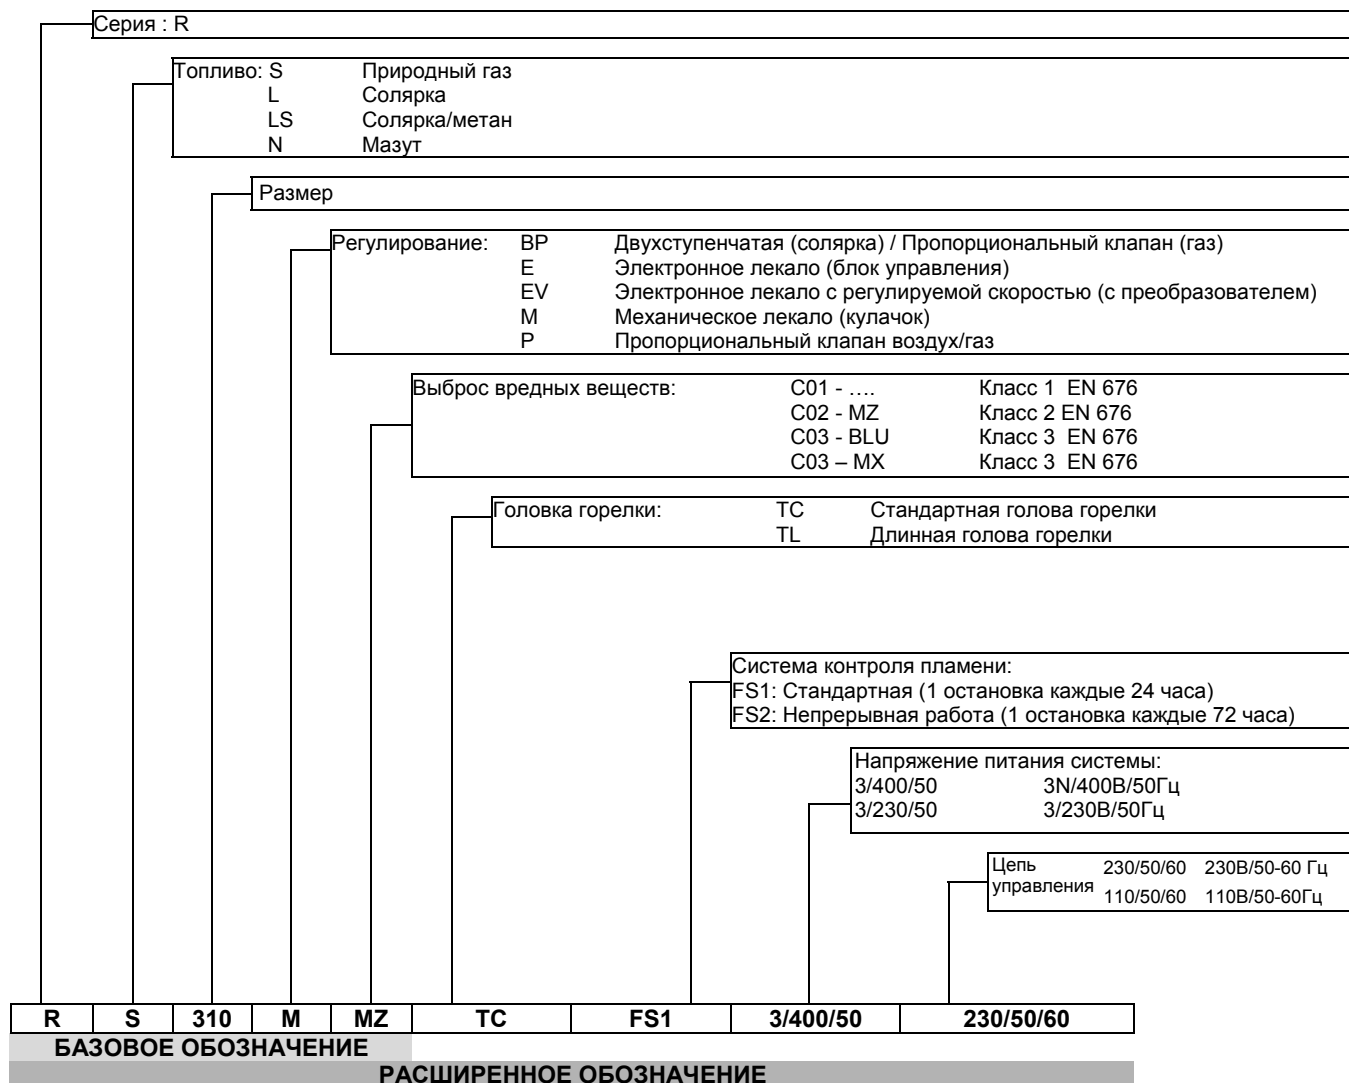 Серия : R
Топливо: S Природный газ
L Солярка
LS Солярка/метан
N Мазут
Размер
Регулирование: BP Двухступенчатая (солярка) / Пропорциональный клапан (газ)
E Электронное лекало (блок управления)
EV Электронное лекало с регулируемой скоростью (с преобразователем)
M Механическое лекало (кулачок)
P Пропорциональный клапан воздух/газ
Выброс вредных веществ: C01 - …. Класс 1 EN 676
C02 - MZ Класс 2 EN 676
C03 - BLU Класс 3 EN 676
C03 – MX Класс 3 EN 676
Головка горелки: TC Стандартная голова горелки
TL Длинная голова горелки
Система контроля пламени:
FS1: Стандартная (1 остановка каждые 24 часа)
FS2: Непрерывная работа (1 остановка каждые 72 часа)
Напряжение питания системы:
3/400/50 3N/400В/50Гц
3/230/50 3/230В/50Гц
Цепь управления 230/50/60 230В/50-60 Гц
110/50/60 110В/50-60Гц
R S 310 M MZ TC FS1 3/400/50 230/50/60
БАЗОВОЕ ОБОЗНАЧЕНИЕ
РАСШИРЕННОЕ ОБОЗНАЧЕНИЕ